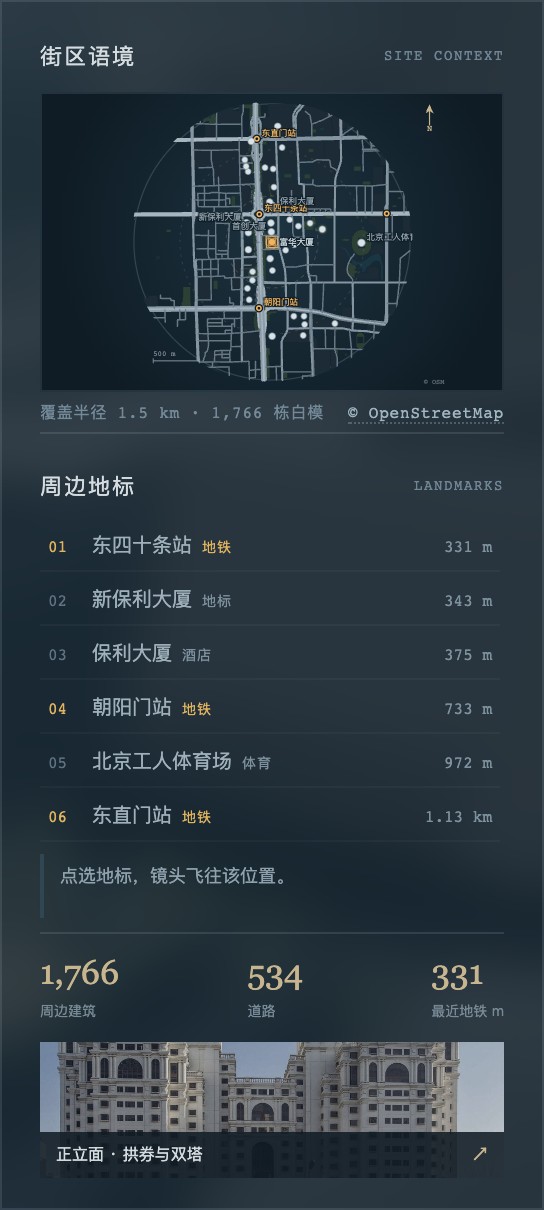 街区语境 SITE CONTEXT
N
东直门站
保利大厦
东四十条站
新保利大厦
首创大厦
北京工人体
富华大厦
朝阳门站
500 m
© OSM
覆盖半径 1.5 km · 1,766 栋白模 © OpenStreetMap
周边地标 LANDMARKS
01 东四十条站 地铁 331 m
02 新保利大厦 地标 343 m
03 保利大厦 酒店 375 m
04 朝阳门站 地铁 733 m
05 北京工人体育场 体育 972 m
06 东直门站 地铁 1.13 km
点选地标，镜头飞往该位置。
1,766 534 331
周边建筑 道路 最近地铁 m
正立面 · 拱券与双塔 ↗